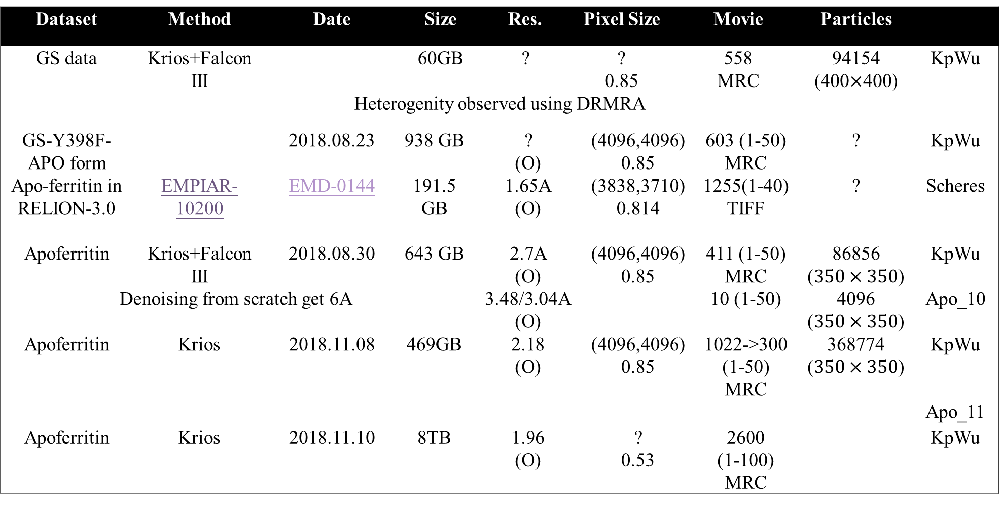 Dataset Method Date Size Res. Pixel Size Movie Particles
GS data Krios+Falcon 60GB ? ? 558 94154 KpWu
III 0.85 MRC (400×400)
Heterogenity observed using DRMRA
GS-Y398F- 2018.08.23 938 GB ? (4096,4096) 603 (1-50) ? KpWu
APO form (O) 0.85 MRC
Apo-ferritin in EMPIAR- EMD-0144 191.5 1.65A (3838,3710) 1255(1-40) ? Scheres
RELION-3.0 10200 GB (O) 0.814 TIFF
Apoferritin Krios+Falcon 2018.08.30 643 GB 2.7A (4096,4096) 411 (1-50) 86856 KpWu
III (O) 0.85 MRC (350 × 350)
Denoising from scratch get 6A 3.48/3.04A 10 (1-50) 4096 Apo_10
(O) (350 × 350)
Apoferritin Krios 2018.11.08 469GB 2.18 (4096,4096) 1022->300 368774 KpWu
(O) 0.85 (1-50) (350 × 350)
MRC
Apo_11
Apoferritin Krios 2018.11.10 8TB 1.96 ? 2600 KpWu
(O) 0.53 (1-100)
MRC